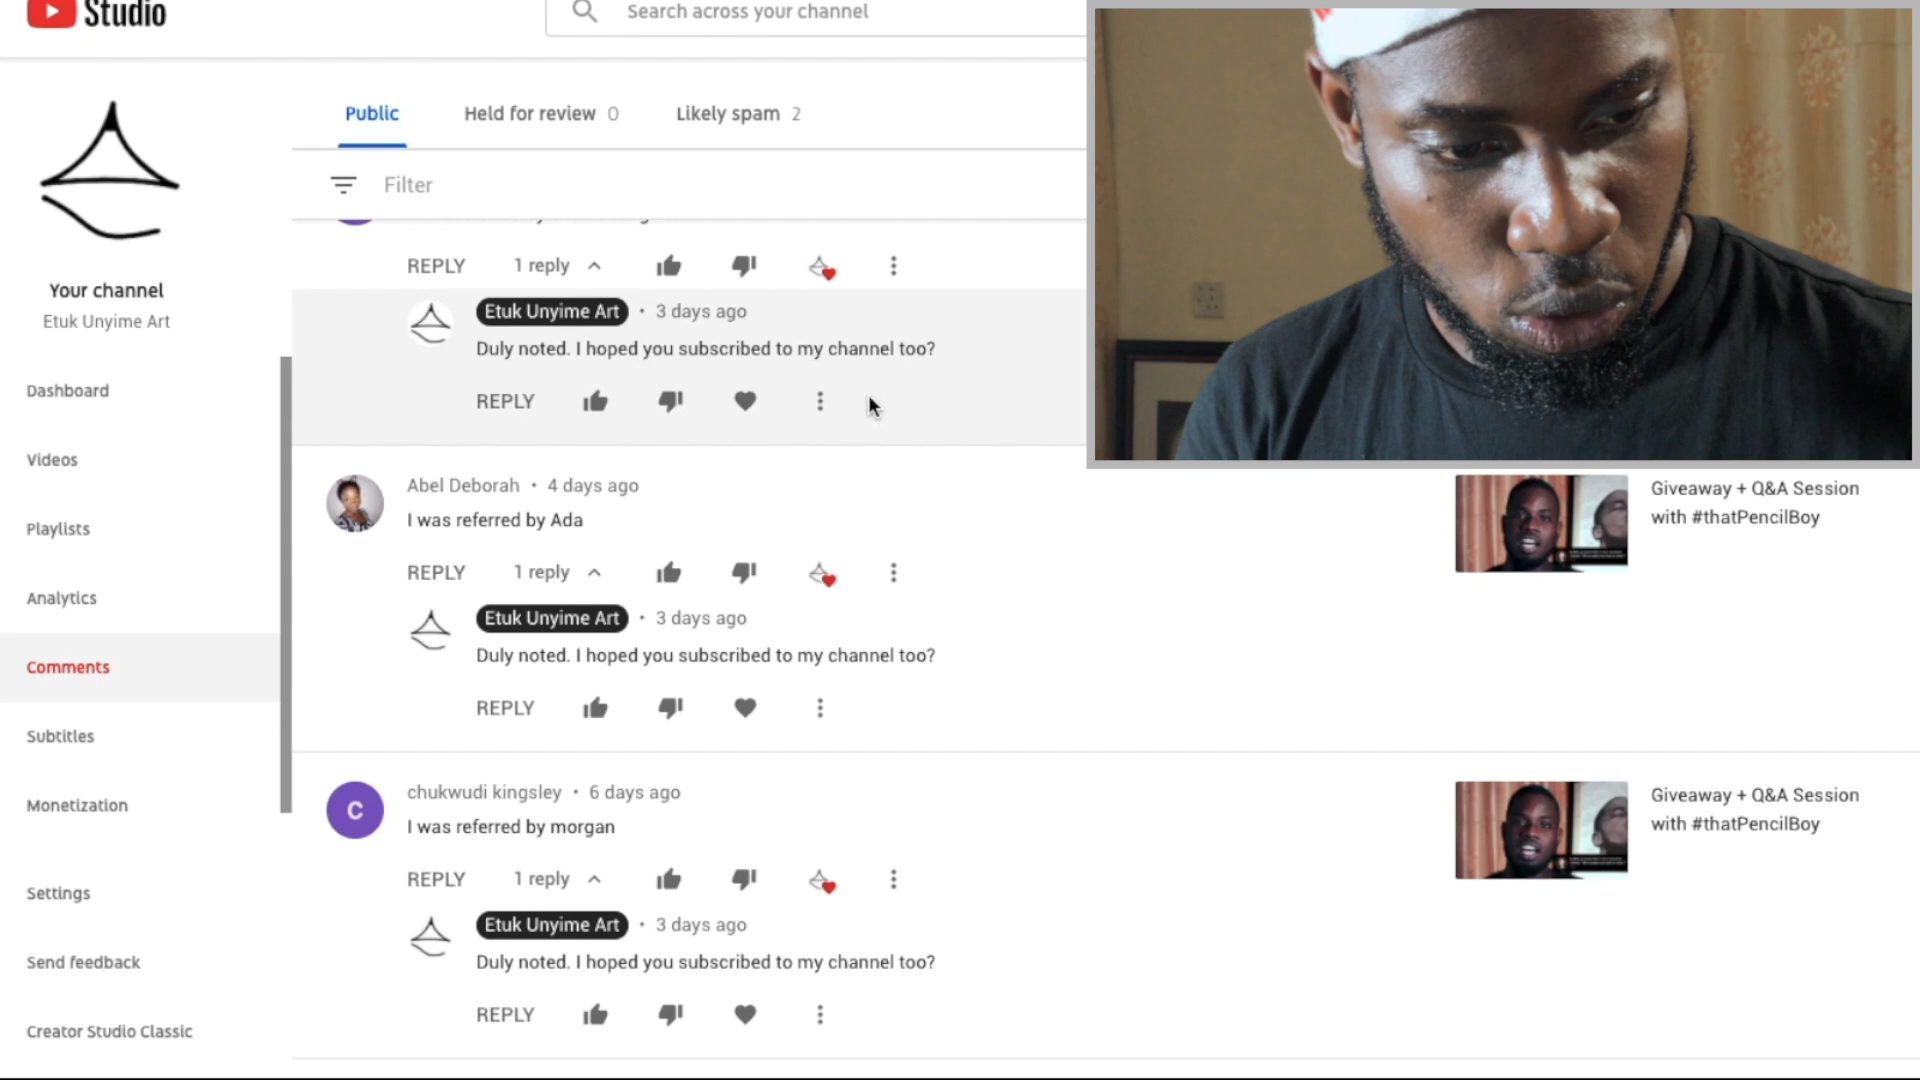 Studio
Search across your channel
Public
Held for review 0
Likely spam 2
Filter
Your channel
Etuk Unyime Art
Dashboard
Videos
Playlists
Analytics
Comments
Subtitles
Monetization
Settings
Send feedback
Creator Studio Classic
REPLY 1 reply
Etuk Unyime Art • 3 days ago
Duly noted. I hoped you subscribed to my channel too?
REPLY
Abel Deborah • 4 days ago
I was referred by Ada
REPLY 1 reply
Etuk Unyime Art • 3 days ago
Duly noted. I hoped you subscribed to my channel too?
REPLY
Giveaway + Q&A Session
with #thatPencilBoy
C
chukwudi kingsley • 6 days ago
I was referred by morgan
REPLY 1 reply
Etuk Unyime Art • 3 days ago
Duly noted. I hoped you subscribed to my channel too?
REPLY
Giveaway + Q&A Session
with #thatPencilBoy